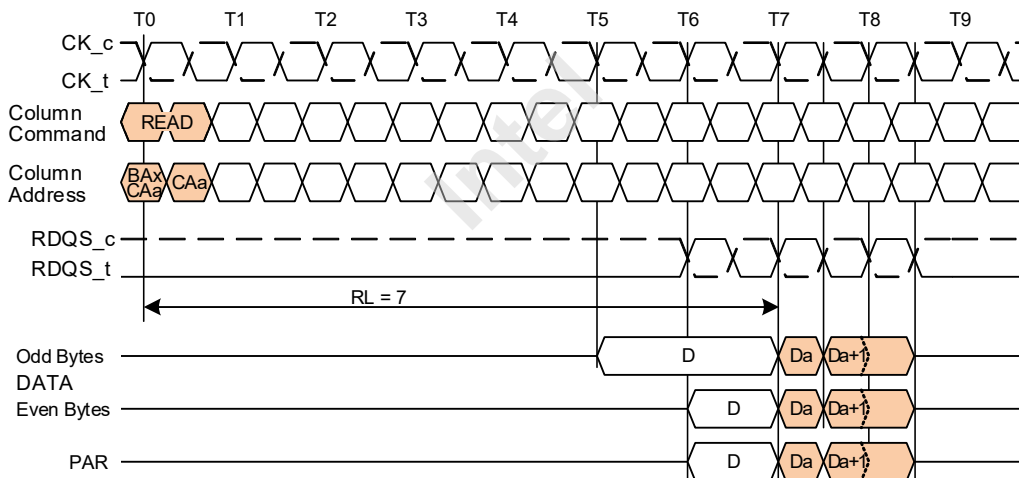 T0 T1 T2 T3 T4 T5 T6 T7 T8 T9
CK_c
CK_t
Column
Command
READ
Column
Address
BAx
CAa
CAa
RDQS_c
RDQS_t
RL = 7
Odd Bytes
D Da Da+1
DATA
Even Bytes
D Da Da+1
PAR
D Da Da+1
intel